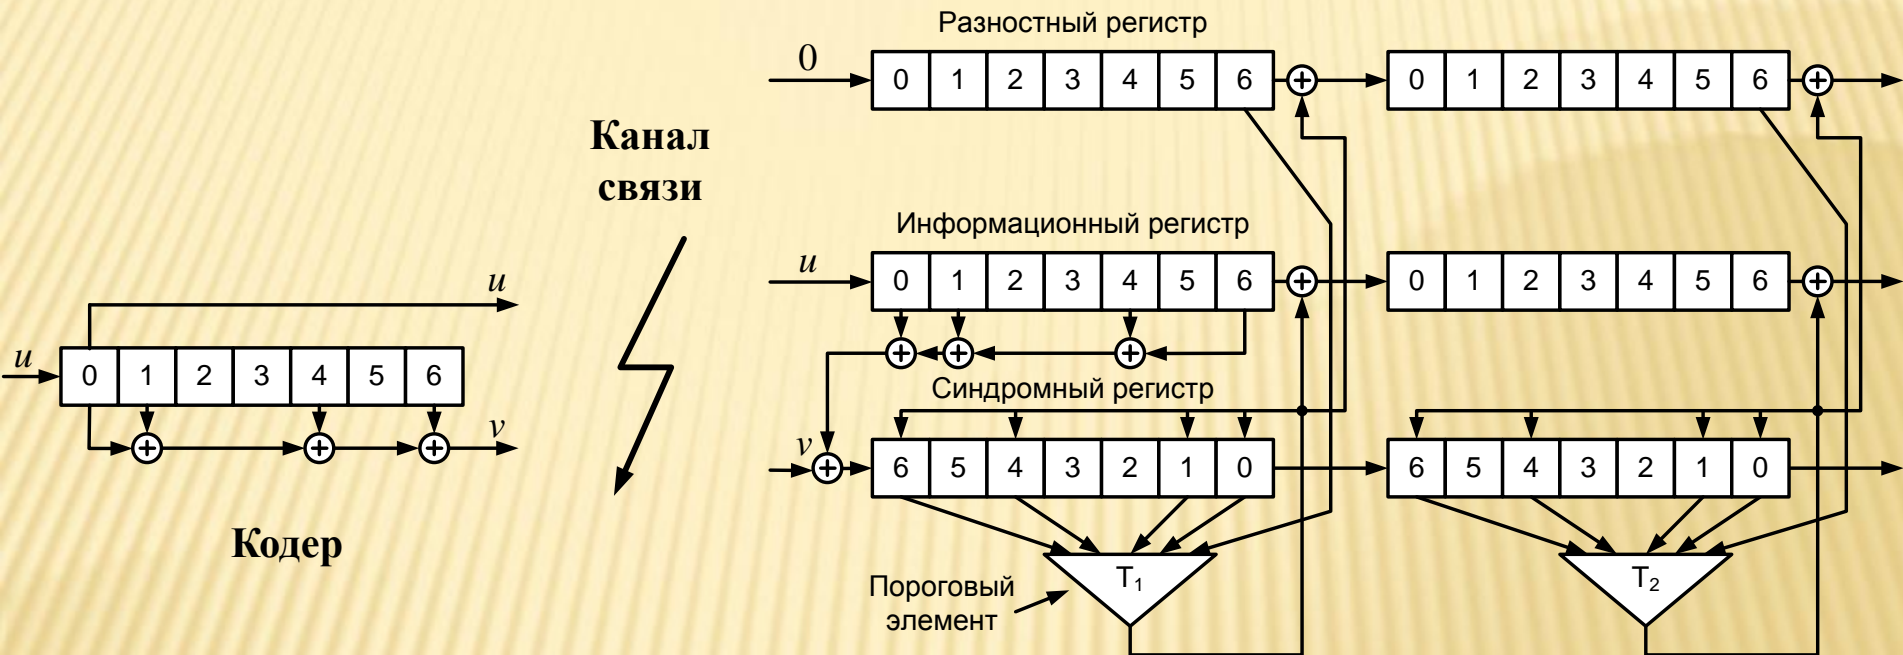 Разностный регистр
0
0 1 2 3 4 5 6
0 1 2 3 4 5 6
Канал
связи
Информационный регистр
u
0 1 2 3 4 5 6
0 1 2 3 4 5 6
u
u
0 1 2 3 4 5 6
v
Синдромный регистр
v
6 5 4 3 2 1 0
6 5 4 3 2 1 0
Кодер
T1
T2
Пороговый
элемент